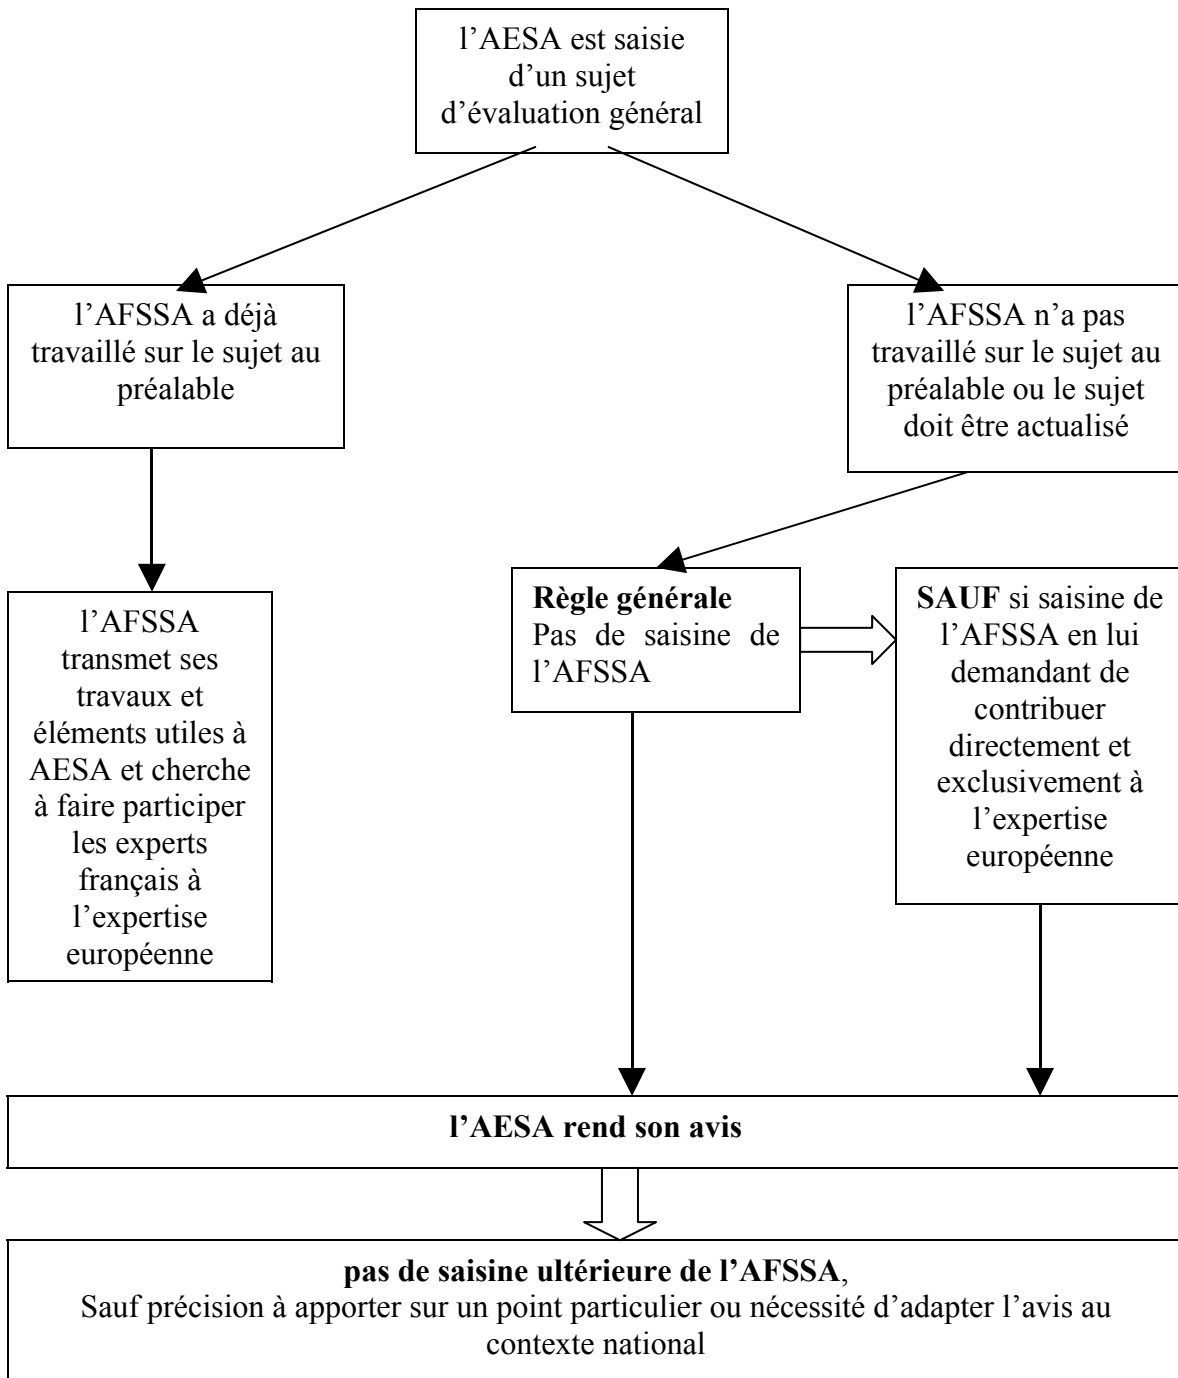 l’AESA est saisie
d’un sujet
d’évaluation général
l’AFSSA a déjà
travaillé sur le sujet au
préalable
l’AFSSA n’a pas
travaillé sur le sujet au
préalable ou le sujet
doit être actualisé
l’AFSSA
transmet ses
travaux et
éléments utiles à
AESA et cherche
à faire participer
les experts
français à
l’expertise
européenne
Règle générale
Pas de saisine de
l’AFSSA
SAUF si saisine de
l’AFSSA en lui
demandant de
contribuer
directement et
exclusivement à
l’expertise
européenne
l’AESA rend son avis
pas de saisine ultérieure de l’AFSSA,
Sauf précision à apporter sur un point particulier ou nécessité d’adapter l’avis au
contexte national